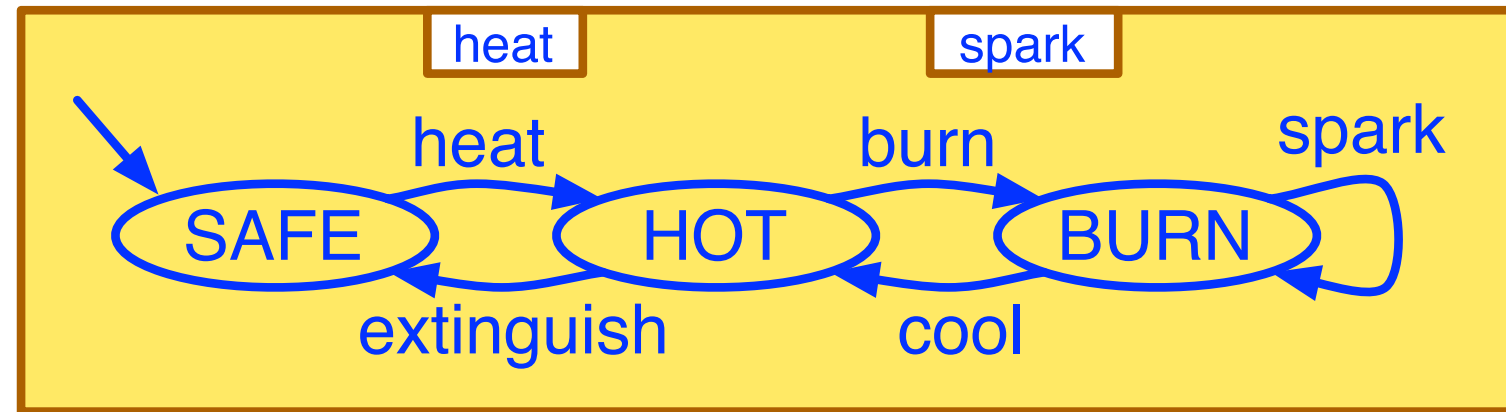 heat
spark
heat
burn
spark
SAFE
HOT
BURN
extinguish
cool